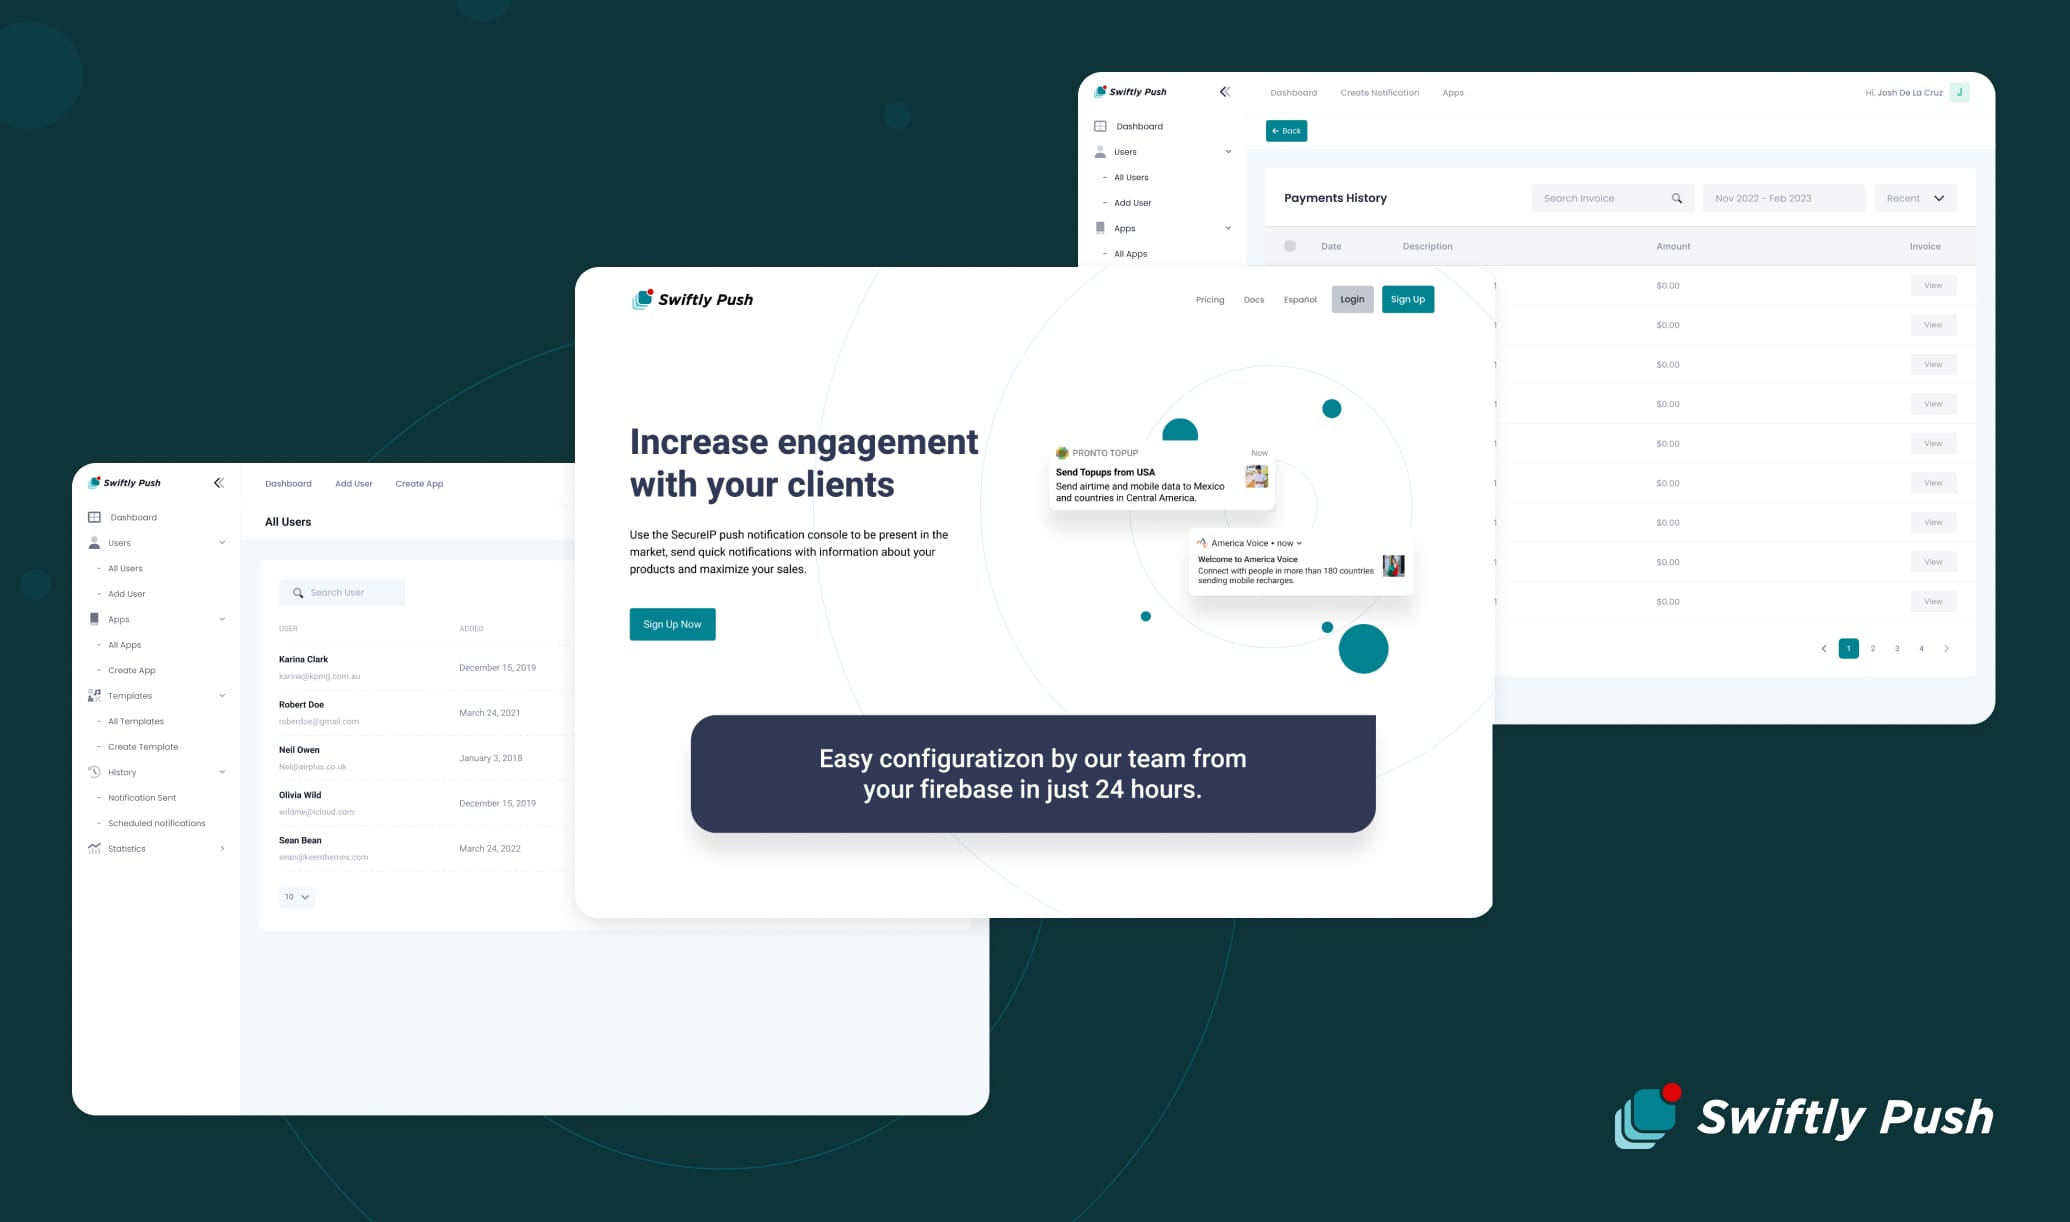 Swiftly Push
Dashboard
Users
- All Users
- Add User
Apps
- All Apps
Dashboard Create Notification Apps
Hi, Josh De La Cruz J
← Back
Payments History
Search Invoice
Nov 2022 - Feb 2023
Recent
Date Description Amount Invoice
1 $0.00 View
1 $0.00 View
1 $0.00 View
1 $0.00 View
1 $0.00 View
1 $0.00 View
1 $0.00 View
1 $0.00 View
1 $0.00 View
1 2 3 4
Swiftly Push
Pricing Docs Español Login Sign Up
Increase engagement
with your clients
Use the SecureIP push notification console to be present in the
market, send quick notifications with information about your
products and maximize your sales.
Sign Up Now
PRONTO TOPUP Now
Send Topups from USA
Send airtime and mobile data to Mexico
and countries in Central America.
America Voice • now
Welcome to America Voice
Connect with people in more than 180 countries
sending mobile recharges.
Easy configuratizon by our team from
your firebase in just 24 hours.
Swiftly Push
Dashboard
Users
- All Users
- Add User
Apps
- All Apps
- Create App
Templates
- All Templates
- Create Template
History
- Notification Sent
- Scheduled notifications
Statistics
Dashboard Add User Create App
All Users
Search User
USER ADDED
Karina Clark
karina@kpmg.com.au
December 15, 2019
Robert Doe
roberdoe@gmail.com
March 24, 2021
Neil Owen
Nei@airplus.co.uk
January 3, 2018
Olivia Wild
wildme@icloud.com
December 15, 2019
Sean Bean
sean@keenthemes.com
March 24, 2022
10
Swiftly Push